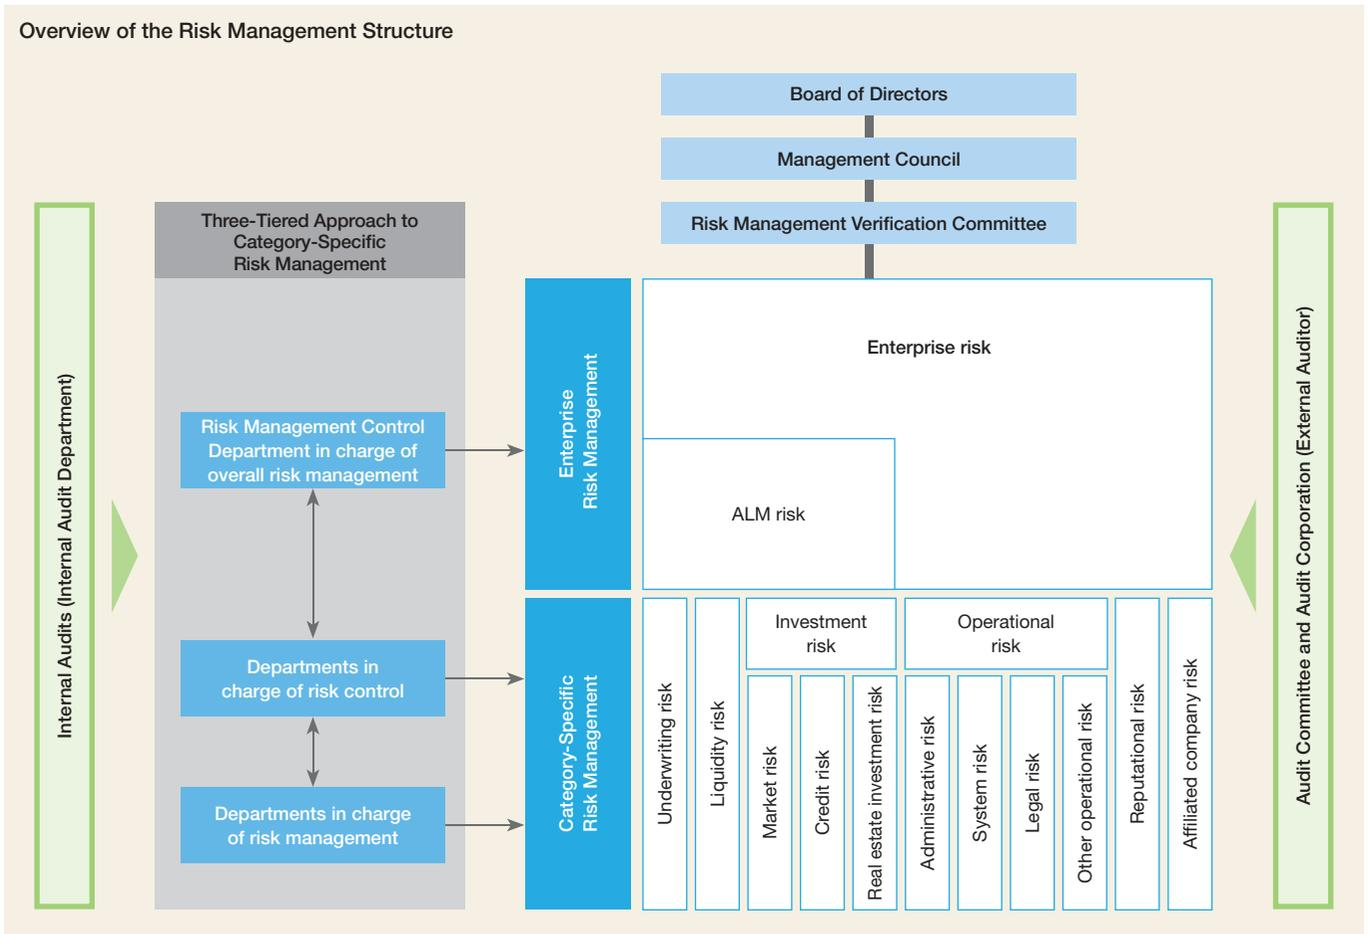 Overview of the Risk Management Structure
Board of Directors
Management Council
Risk Management Verification Committee
Three-Tiered Approach to
Category-Specific
Risk Management
Internal Audits (Internal Audit Department)
Risk Management Control
Department in charge of
overall risk management
Departments in
charge of risk control
Departments in charge
of risk management
Enterprise
Risk Management
Category-Specific
Risk Management
Enterprise risk
ALM risk
Underwriting risk
Liquidity risk
Investment
risk
Market risk
Credit risk
Real estate investment risk
Operational
risk
Administrative risk
System risk
Legal risk
Other operational risk
Reputational risk
Affiliated company risk
Audit Committee and Audit Corporation (External Auditor)